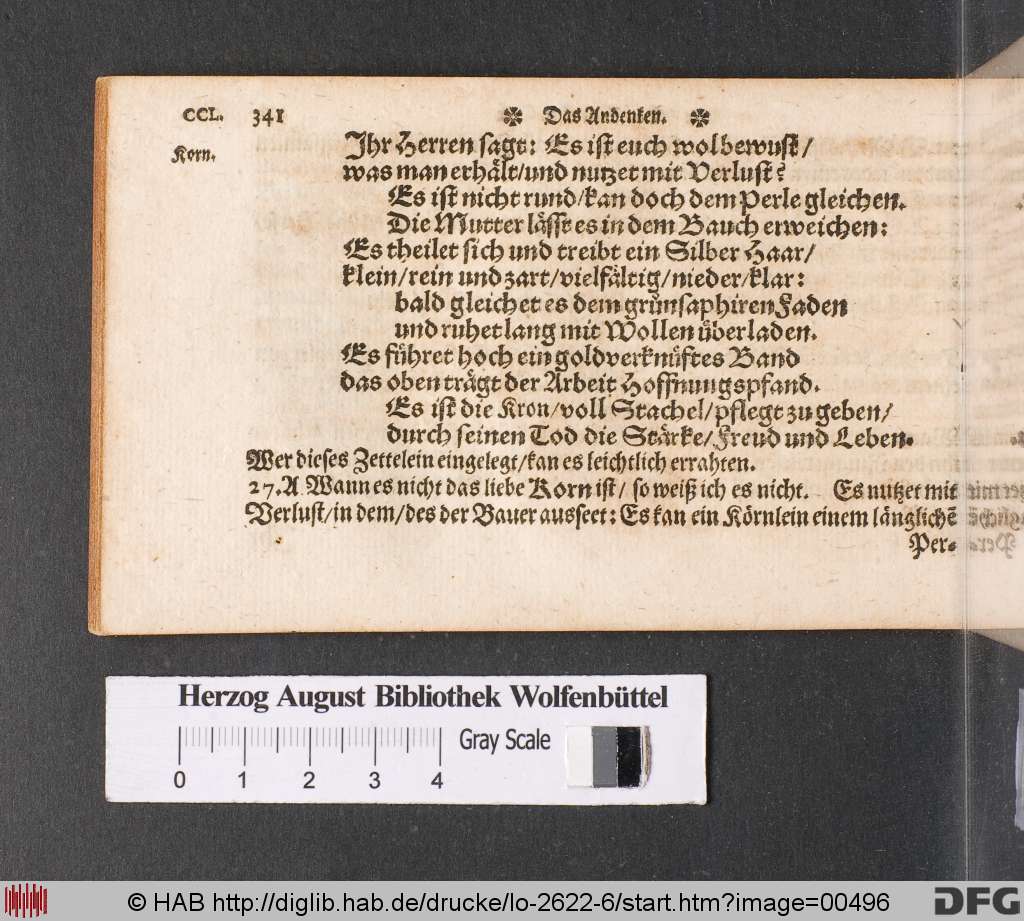 CCL. 341 Das Andenken.
Korn.
Ihr Herren sagt: Es ist euch wol bewust/
was man erhält/und nutzet mit Verlust?
Es ist nicht rund/kan doch dem Perle gleichen.
Die Mutter lässt es in dem Bauch erweichen:
Es theilet sich und treibt ein Silber Haar/
klein/rein und zart/vielfältig/nieder/klar:
bald gleichet es dem grünsaphiren Faden
und ruhet lang mit Wollen überladen.
Es führet hoch ein goldverknüftes Band
das oben trägt der Arbeit Hoffnungspfand.
Es ist die Kron/voll Stachel/pflegt zu geben/
durch seinen Tod die Stärke/Freud und Leben.
Wer dieses Zettelein eingelegt/kan es leichtlich errahten.
27. A Wann es nicht das liebe Korn ist/ so weiß ich es nicht. Es nutzet mit
Verlust/in dem/des der Bauer ausseet: Es kan ein Körnlein einem länglichẽ
Per-
Herzog August Bibliothek Wolfenbüttel
Gray Scale
0 1 2 3 4
© HAB http://diglib.hab.de/drucke/lo-2622-6/start.htm?image=00496
DFG